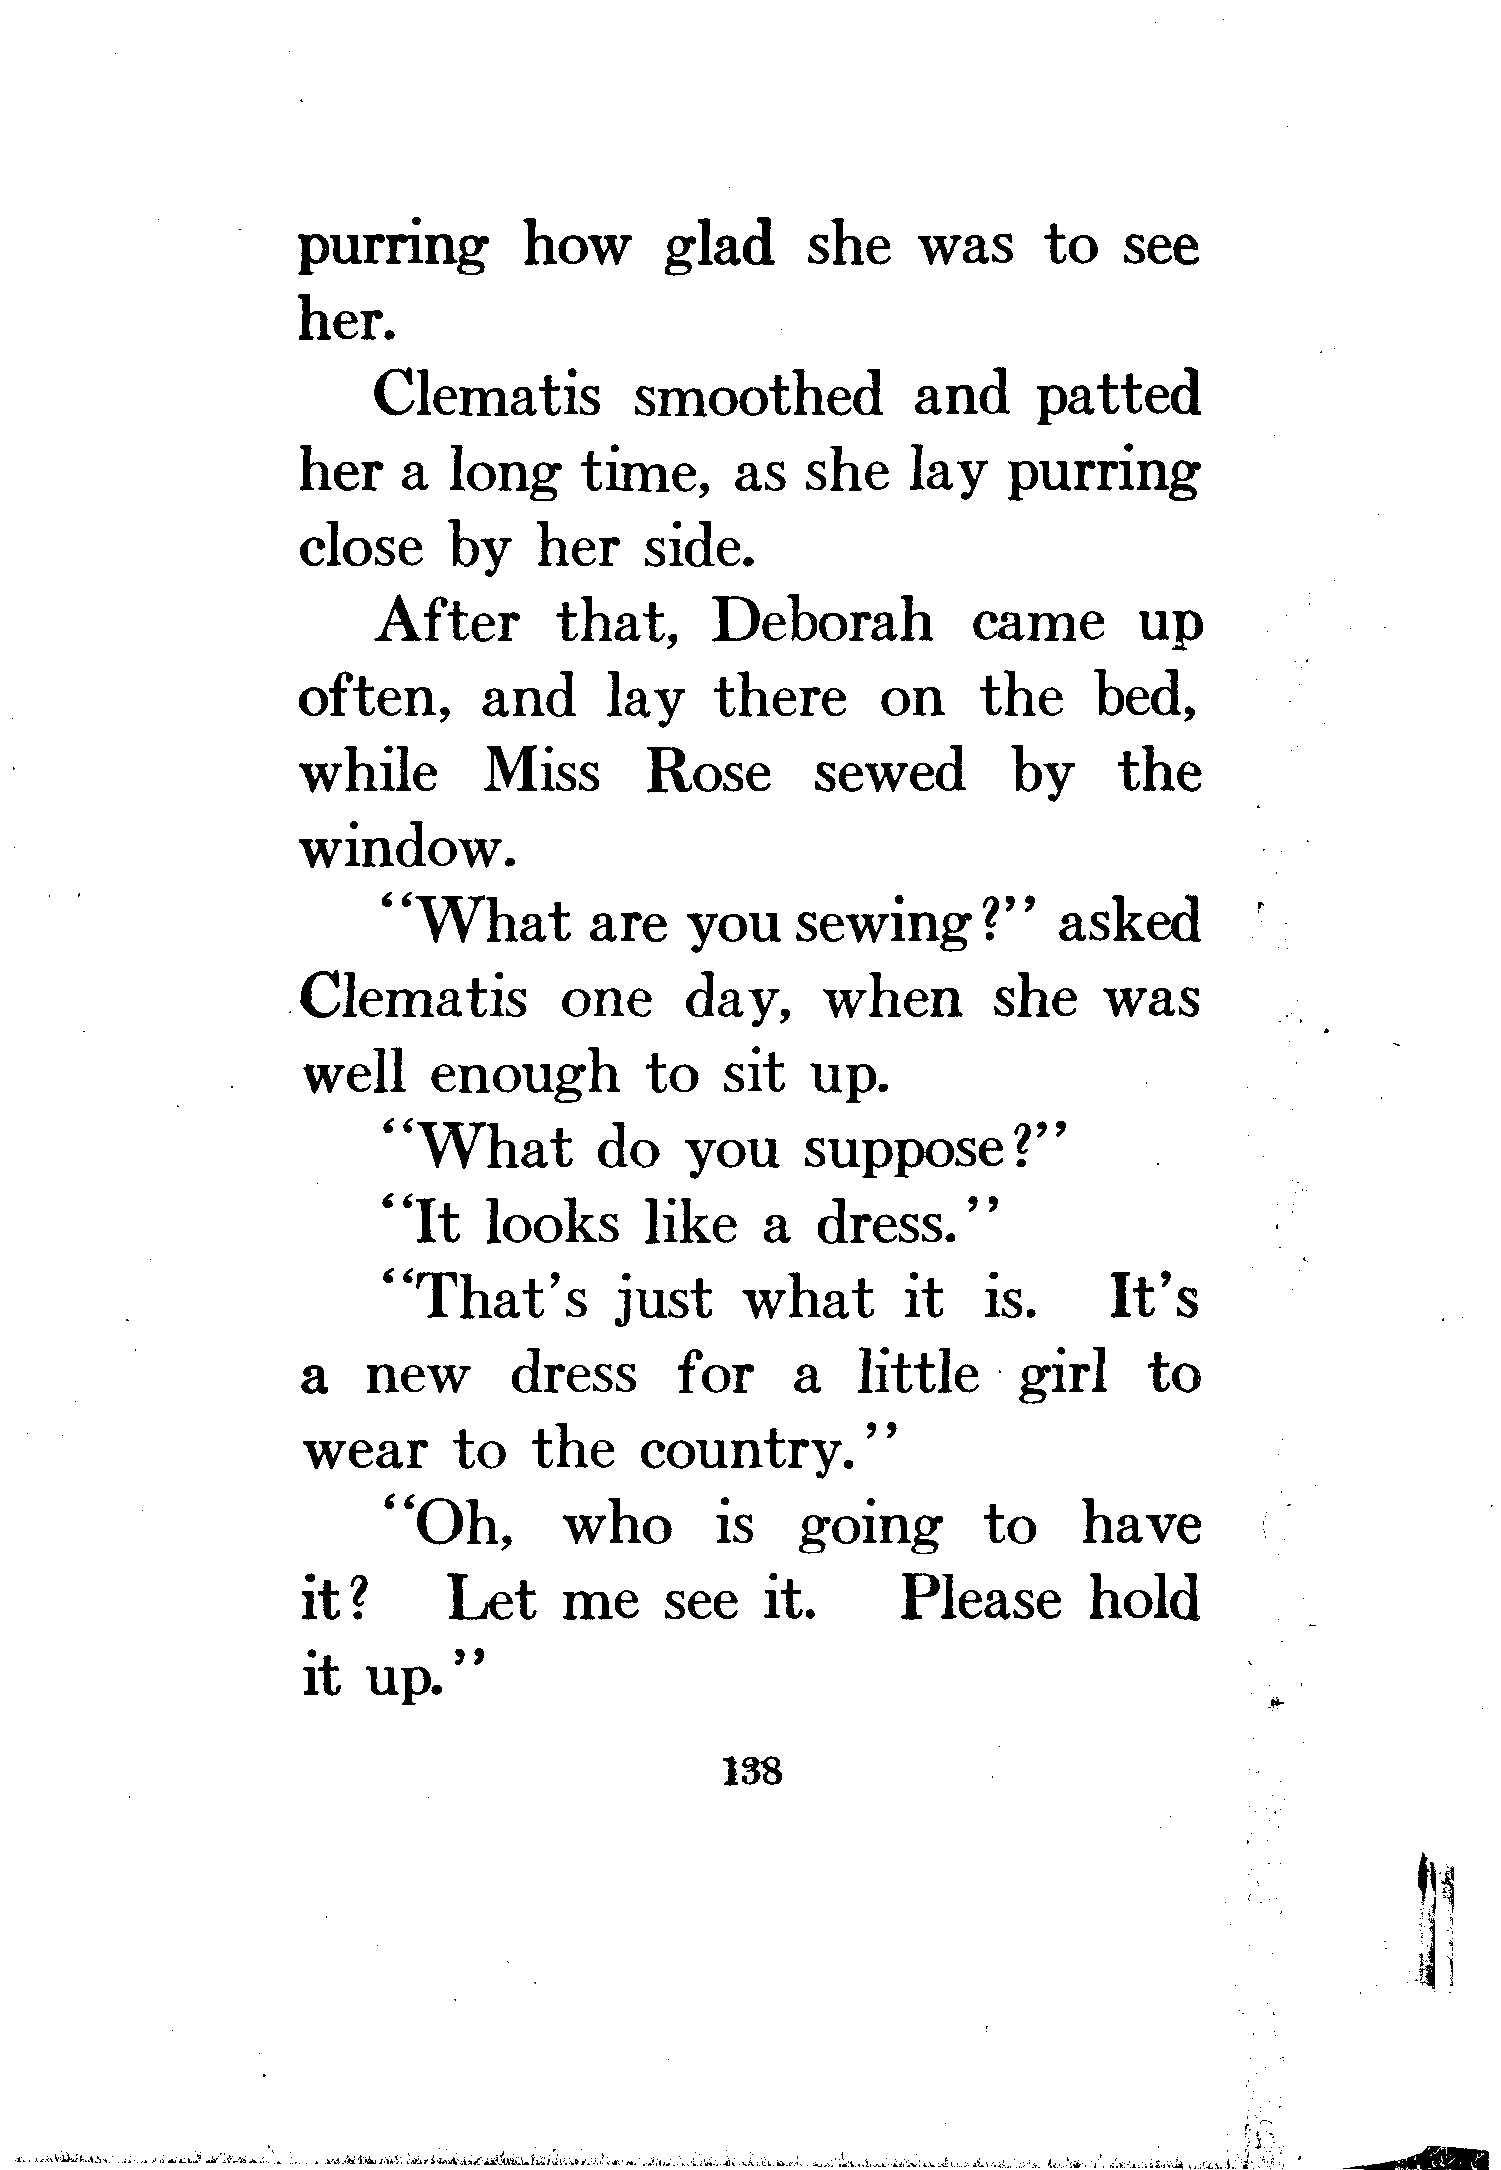 purring how glad she was to see
her.
Clematis smoothed and patted
her a long time, as she lay purring
close by her side.
After that, Deborah came up
often, and lay there on the bed,
while Miss Rose sewed by the
window.
"What are you sewing?" asked
Clematis one day, when she was
well enough to sit up.
"What do you suppose?"
"It looks like a dress."
"That's just what it is. It's
a new dress for a little girl to
wear to the country."
"Oh, who is going to have
it? Let me see it. Please hold
it up."
138